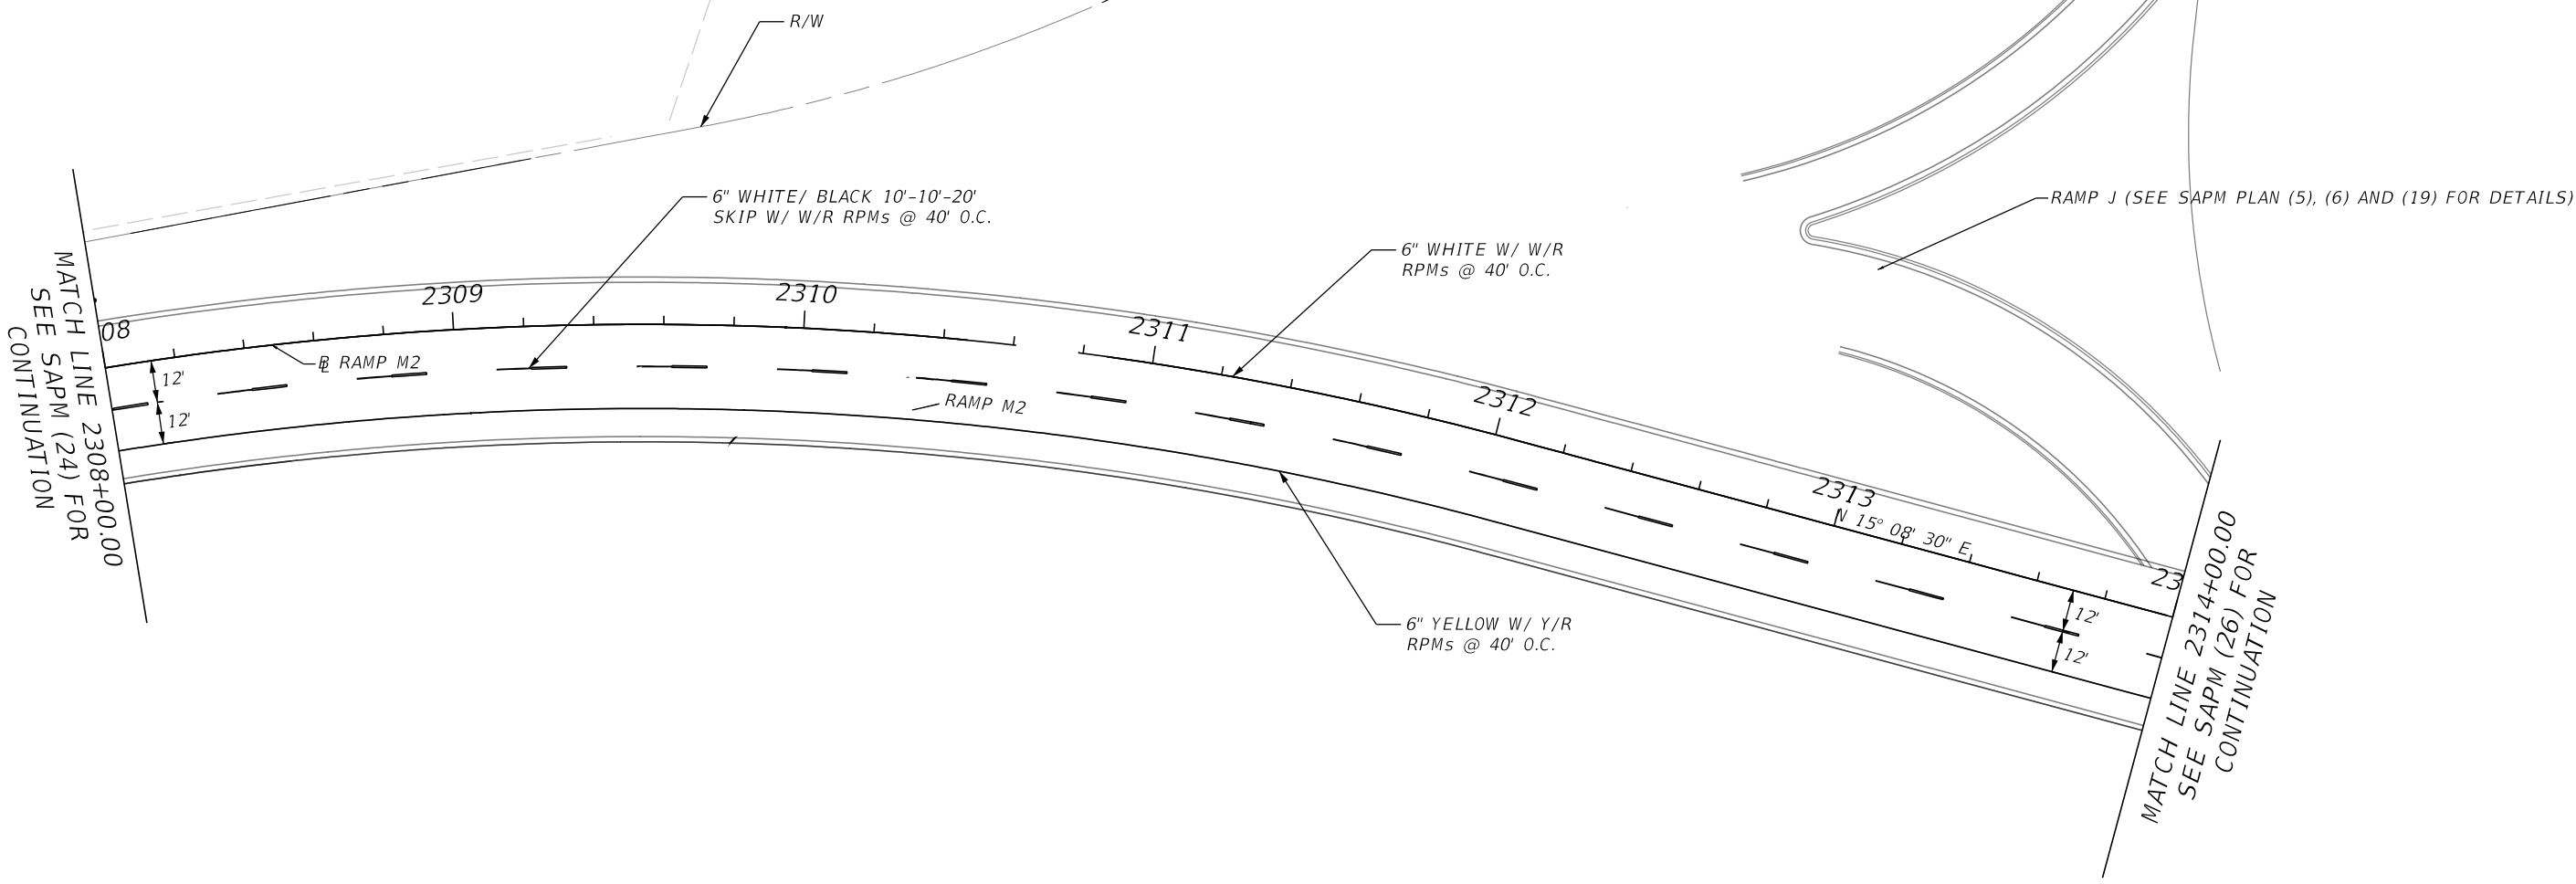 R/W
6" WHITE/ BLACK 10'-10'-20'
SKIP W/ W/R RPMs @ 40' O.C.
RAMP J (SEE SAPM PLAN (5), (6) AND (19) FOR DETAILS)
6" WHITE W/ W/R
RPMs @ 40' O.C.
MATCH LINE 2308+00.00
SEE SAPM (24) FOR
CONTINUATION
08
2309
2310
2311
2312
2313
23
RAMP M2
12'
12'
RAMP M2
N 15° 08' 30" E
6" YELLOW W/ Y/R
RPMs @ 40' O.C.
12'
12'
MATCH LINE 2314+00.00
SEE SAPM (26) FOR
CONTINUATION